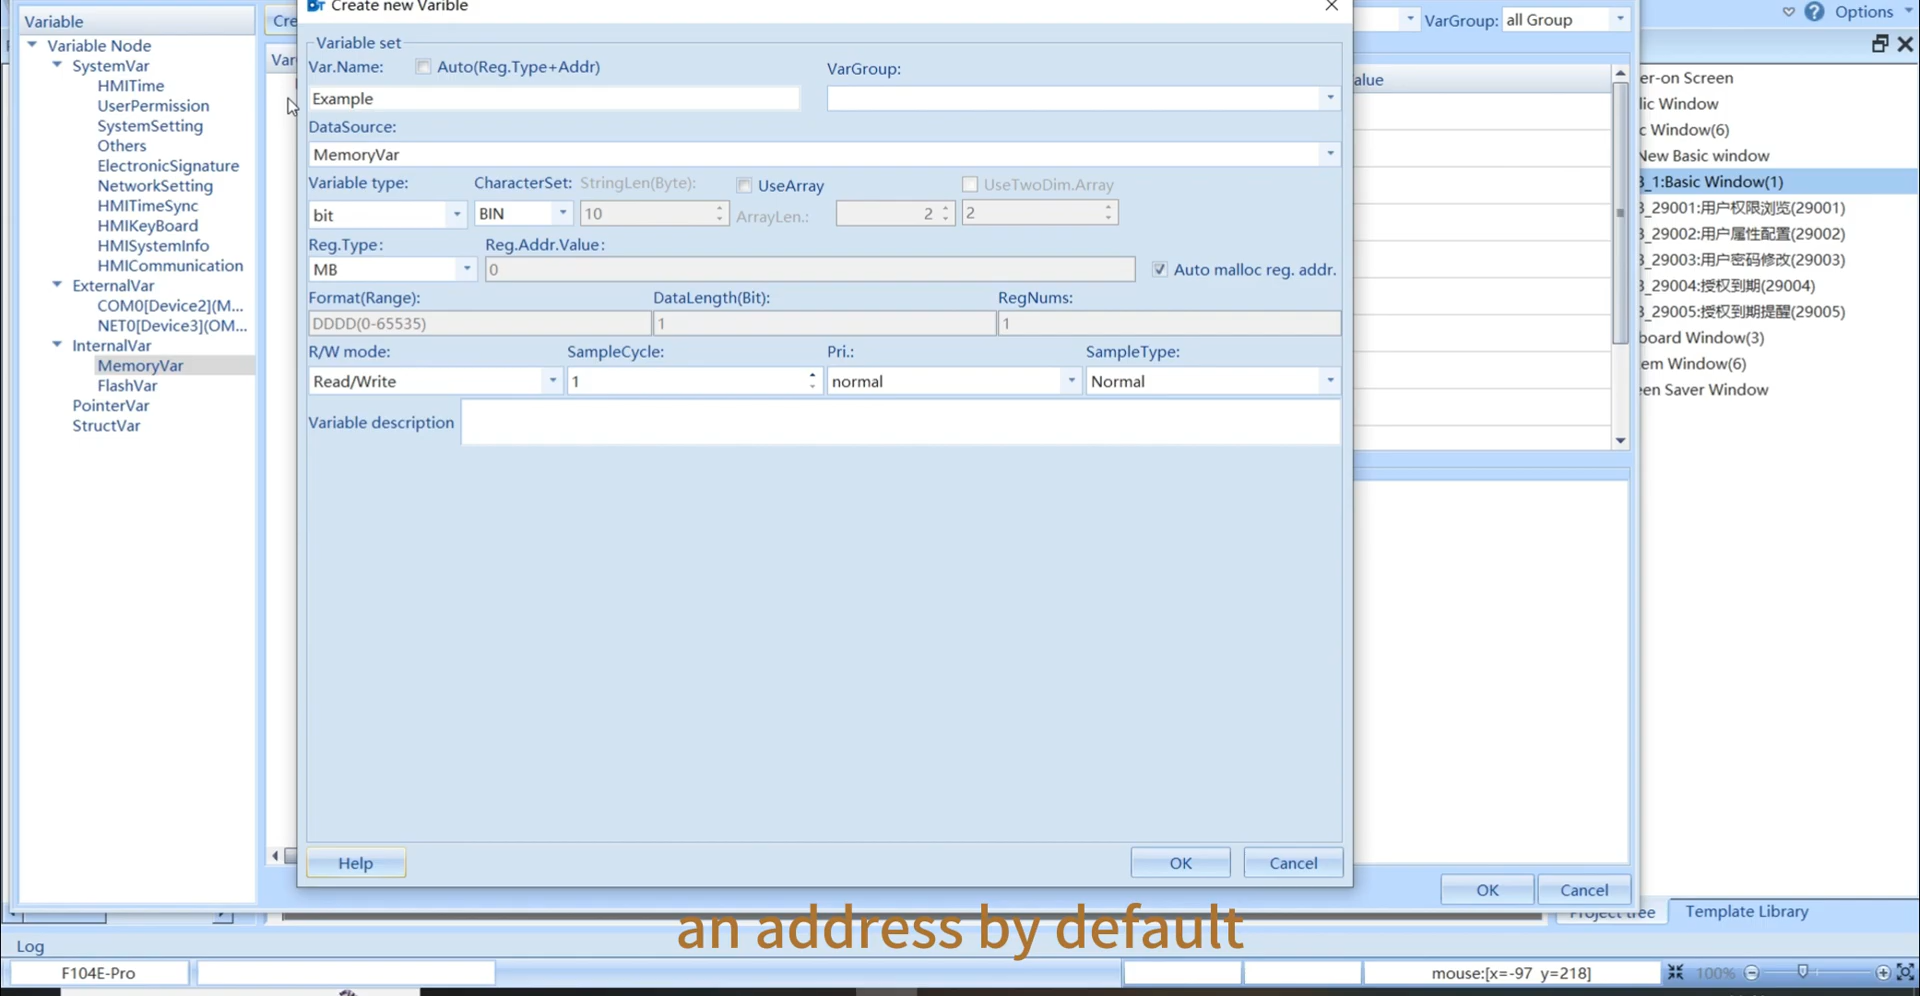 Variable
Variable Node
SystemVar
HMITime
UserPermission
SystemSetting
Others
ElectronicSignature
NetworkSetting
HMITimeSync
HMIKeyBoard
HMISystemInfo
HMICommunication
ExternalVar
COM0[Device2](M...
NET0[Device3](OM...
InternalVar
MemoryVar
FlashVar
PointerVar
StructVar
Cre
Var
Create new Varible
Variable set
Var.Name: Auto(Reg.Type+Addr) VarGroup:
Example
DataSource:
MemoryVar
Variable type: CharacterSet: StringLen(Byte): UseArray UseTwoDim.Array
bit BIN 10 ArrayLen.: 2 2
Reg.Type: Reg.Addr.Value:
MB 0 Auto malloc reg. addr.
Format(Range): DataLength(Bit): RegNums:
DDDD(0-65535) 1 1
R/W mode: SampleCycle: Pri.: SampleType:
Read/Write 1 normal Normal
Variable description
Help OK Cancel
VarGroup: all Group
alue
OK Cancel
Options
er-on Screen
lic Window
c Window(6)
New Basic window
3_1:Basic Window(1)
3_29001:用户权限浏览(29001)
3_29002:用户属性配置(29002)
3_29003:用户密码修改(29003)
3_29004:授权到期(29004)
3_29005:授权到期提醒(29005)
board Window(3)
em Window(6)
een Saver Window
Project tree Template Library
an address by default
Log
F104E-Pro mouse:[x=-97 y=218] 100%